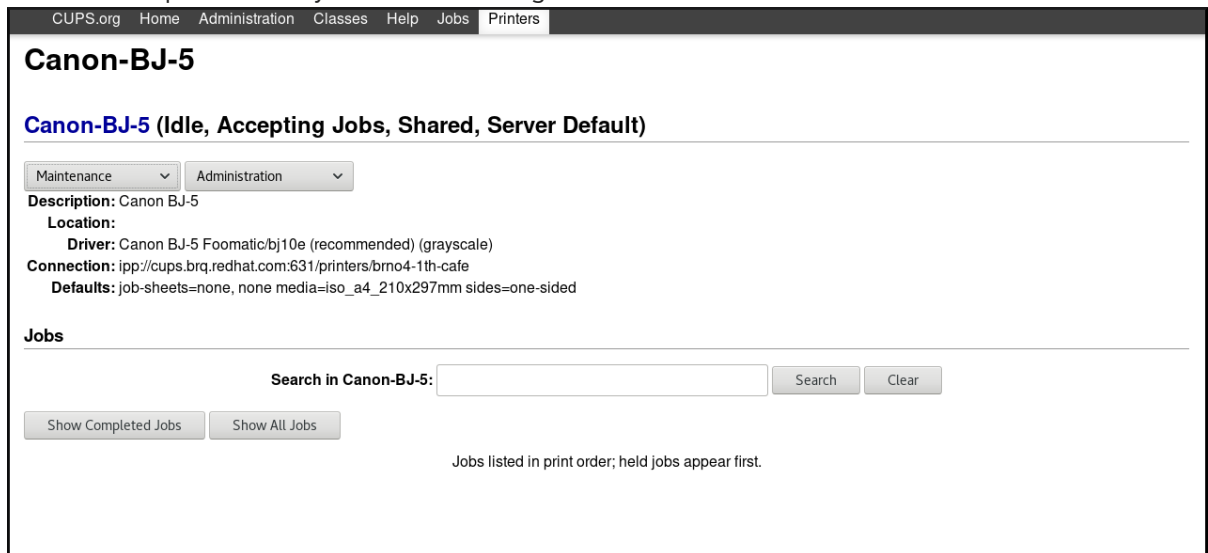 CUPS.org Home Administration Classes Help Jobs Printers
Canon-BJ-5
Canon-BJ-5 (Idle, Accepting Jobs, Shared, Server Default)
Maintenance Administration
Description: Canon BJ-5
Location:
Driver: Canon BJ-5 Foomatic/bj10e (recommended) (grayscale)
Connection: ipp://cups.brq.redhat.com:631/printers/brno4-1th-cafe
Defaults: job-sheets=none, none media=iso_a4_210x297mm sides=one-sided
Jobs
Search in Canon-BJ-5: Search Clear
Show Completed Jobs Show All Jobs
Jobs listed in print order; held jobs appear first.